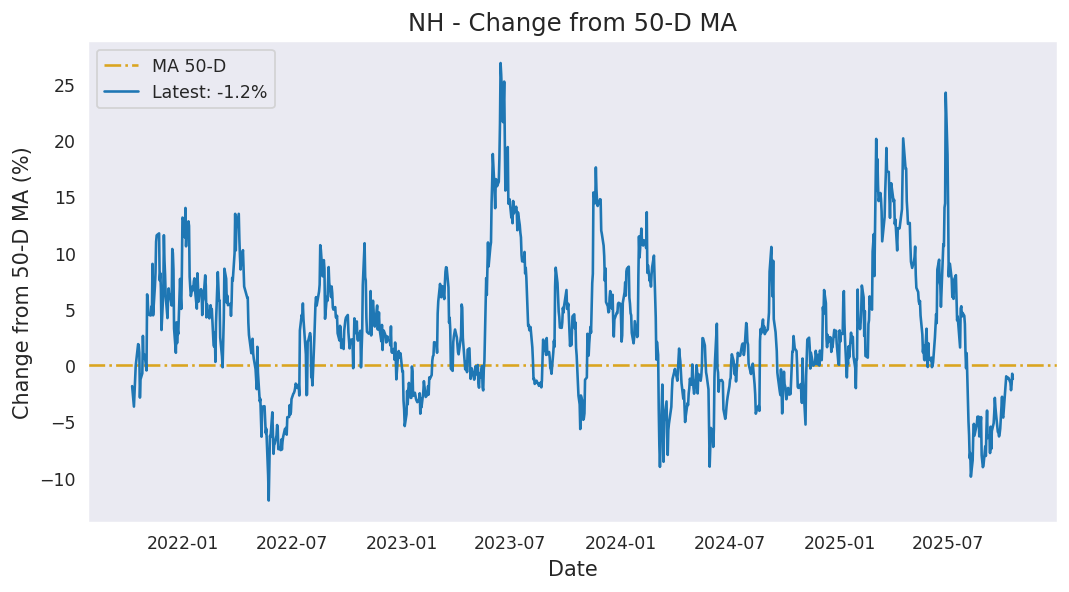 NH - Change from 50-D MA
MA 50-D
Latest: -1.2%
Change from 50-D MA (%)
25
20
15
10
5
0
−5
−10
2022-01 2022-07 2023-01 2023-07 2024-01 2024-07 2025-01 2025-07
Date